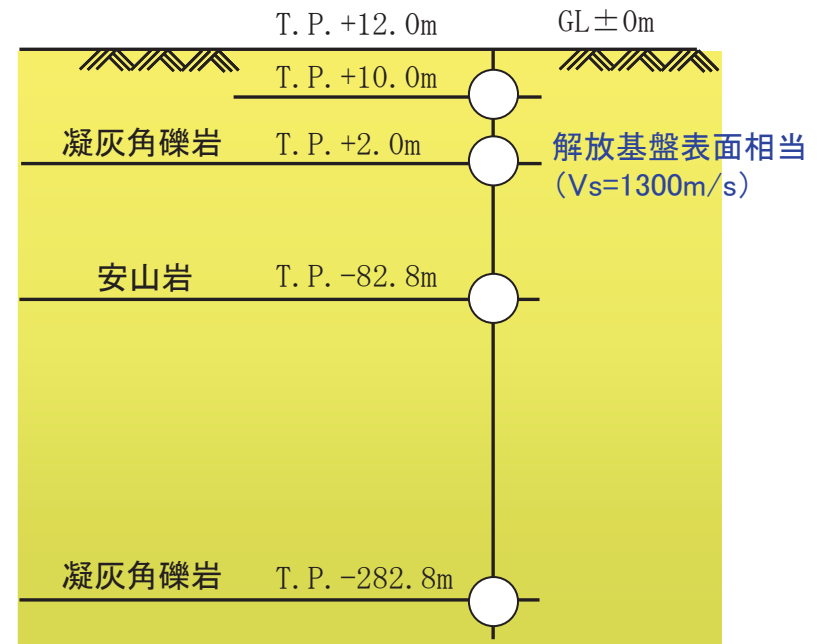 T.P.+12.0m GL±0m
T.P.+10.0m
凝灰角礫岩 T.P.+2.0m 解放基盤表面相当
(Vs=1300m/s)
安山岩 T.P.-82.8m
凝灰角礫岩 T.P.-282.8m